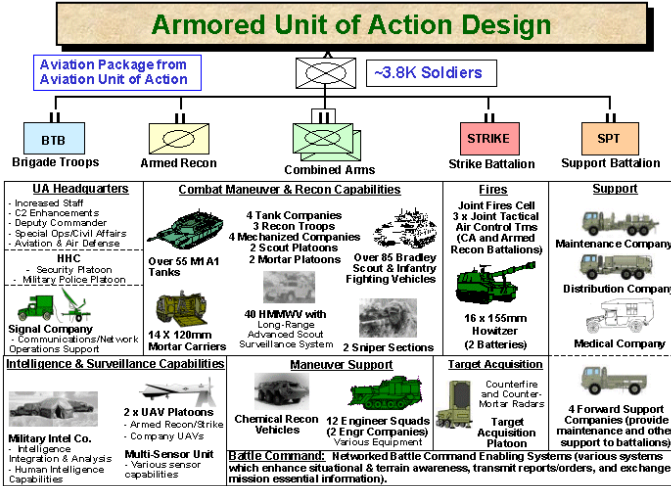 Armored Unit of Action Design
Aviation Package from
Aviation Unit of Action
~3.8K Soldiers
BTB
Brigade Troops
Armed Recon
Combined Arms
STRIKE
Strike Battalion
SPT
Support Battalion
UA Headquarters
- Increased Staff
- C2 Enhancements
- Deputy Commander
- Special Ops/Civil Affairs
- Aviation & Air Defense
HHC
- Security Platoon
- Military Police Platoon
Signal Company
- Communications/Network
Operations Support
Combat Maneuver & Recon Capabilities
Over 55 M1A1
Tanks
14 X 120mm
Mortar Carriers
4 Tank Companies
3 Recon Troops
4 Mechanized Companies
2 Scout Platoons
2 Mortar Platoons
40 HMMWV with
Long-Range
Advanced Scout
Surveillance System
Over 85 Bradley
Scout & Infantry
Fighting Vehicles
2 Sniper Sections
Fires
Joint Fires Cell
3 x Joint Tactical
Air Control Tms
(CA and Armed
Recon Battalions)
16 x 155mm
Howitzer
(2 Batteries)
Support
Maintenance Company
Distribution Company
Medical Company
4 Forward Support
Companies (provide
maintenance and other
support to battalions)
Intelligence & Surveillance Capabilities
Military Intel Co.
- Intelligence
Integration & Analysis
- Human Intelligence
Capabilities
2 x UAV Platoons
- Armed Recon/Strike
- Company UAVs
Multi-Sensor Unit
- Various sensor
capabilities
Maneuver Support
Chemical Recon
Vehicles
12 Engineer Squads
(2 Engr Companies)
Various Equipment
Target Acquisition
Counterfire
and Counter-
Mortar Radars
Target
Acquisition
Platoon
Battle Command: Networked Battle Command Enabling Systems (various systems
which enhance situational & terrain awareness, transmit reports/orders, and exchange
mission essential information).